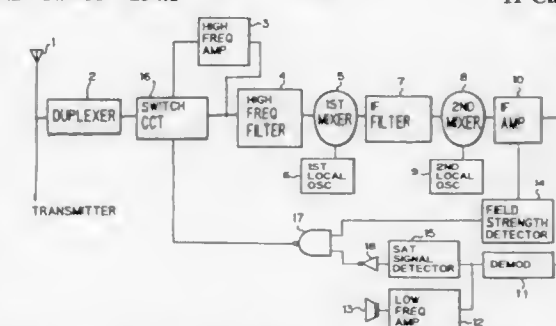 1
3
HIGH
FREQ
AMP
2
16
4
5
7
8
10
DUPLEXER
SWITCH
CCT
HIGH
FREQ
FILTER
1ST
MIXER
IF
FILTER
2ND
MIXER
IF
AMP
6
1ST
LOCAL
OSC
9
2ND
LOCAL
OSC
TRANSMITTER
14
FIELD
STRENGTH
DETECTOR
17
18
15
SAT
SIGNAL
DETECTOR
DEMOD
11
13
LOW
FREQ
AMP
12